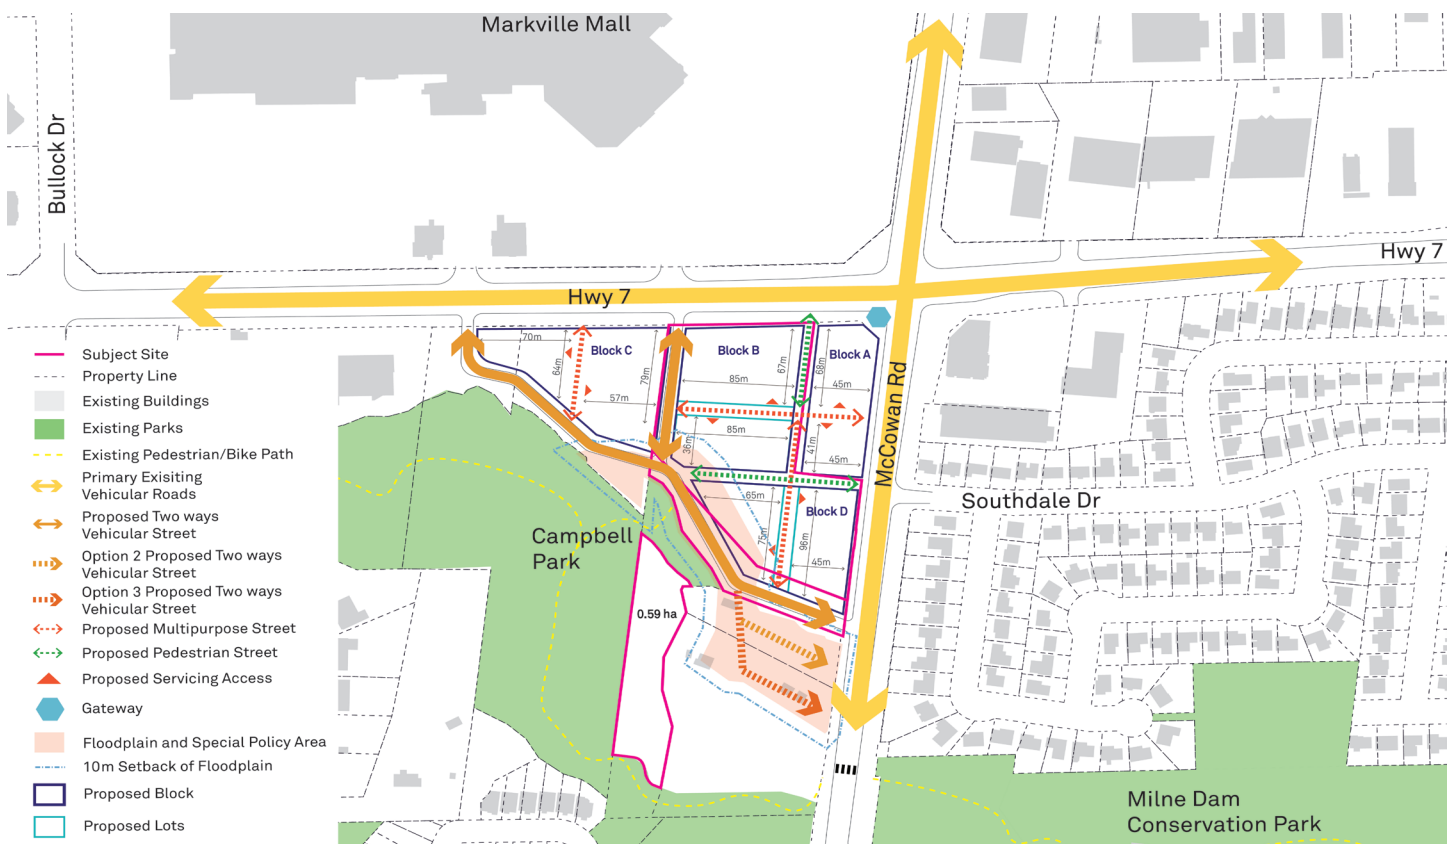 Markville Mall
Bullock Dr
Hwy 7
Hwy 7
McCowan Rd
Southdale Dr
Campbell
Park
0.59 ha
Milne Dam
Conservation Park
Block C
Block B
Block A
Block D
70m
64m
79m
57m
85m
67m
68m
45m
85m
36m
41m
45m
65m
75m
96m
45m
Subject Site
Property Line
Existing Buildings
Existing Parks
Existing Pedestrian/Bike Path
Primary Exisiting
Vehicular Roads
Proposed Two ways
Vehicular Street
Option 2 Proposed Two ways
Vehicular Street
Option 3 Proposed Two ways
Vehicular Street
Proposed Multipurpose Street
Proposed Pedestrian Street
Proposed Servicing Access
Gateway
Floodplain and Special Policy Area
10m Setback of Floodplain
Proposed Block
Proposed Lots